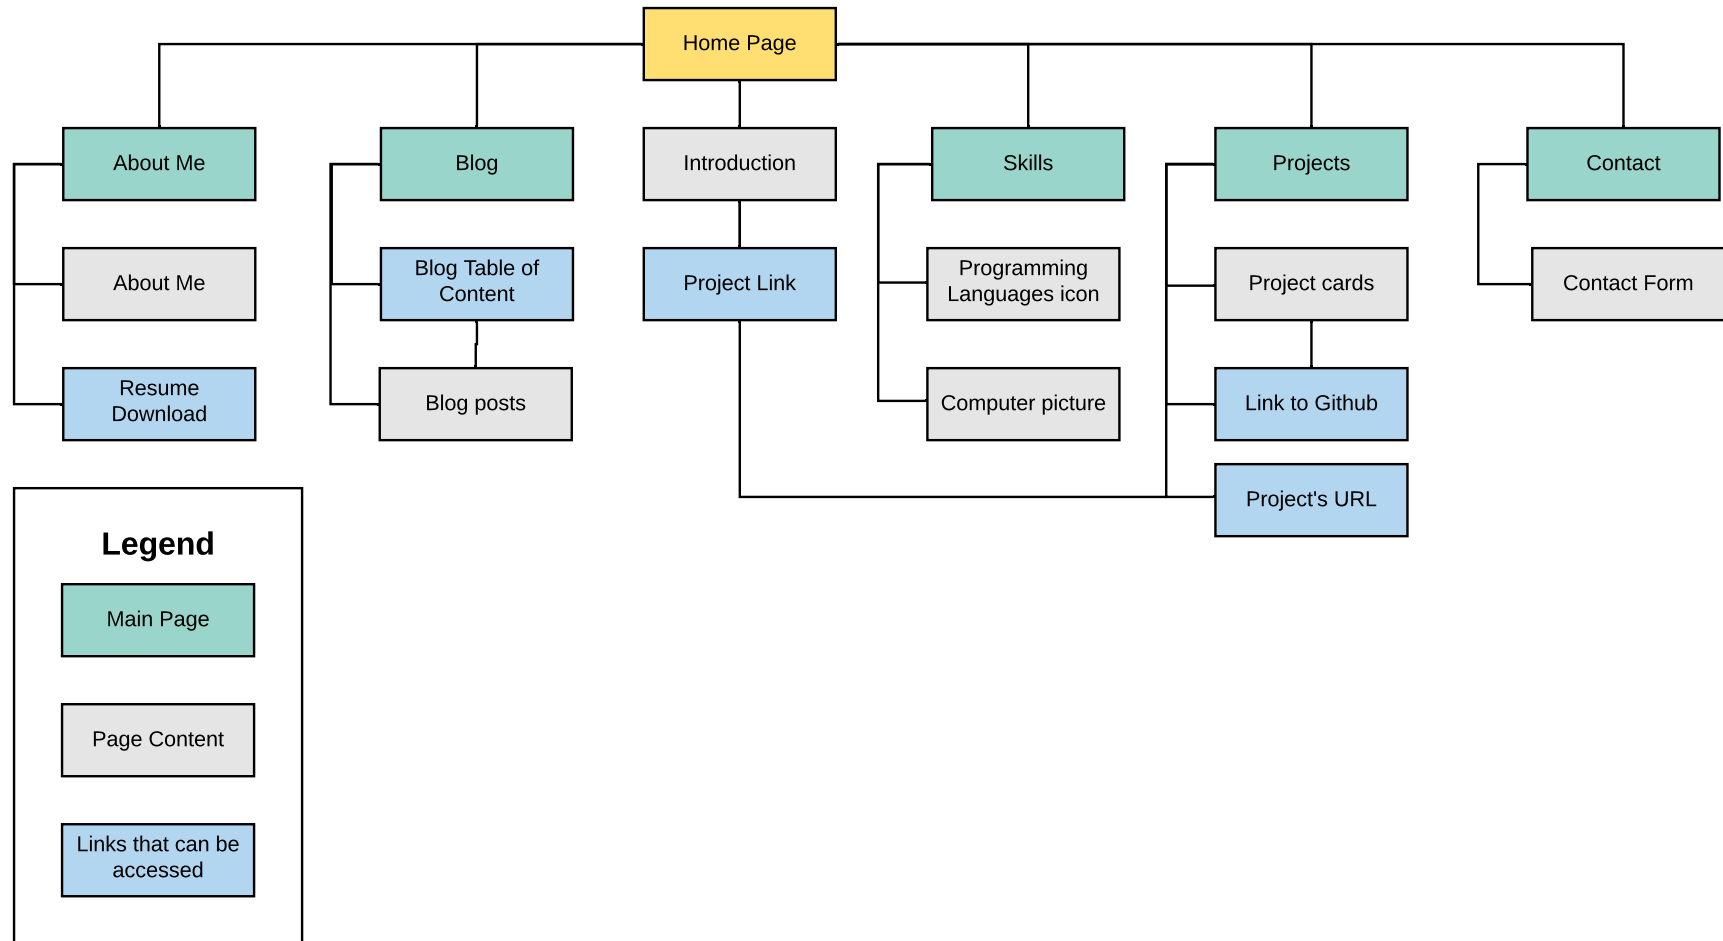 Home Page
About Me
Blog
Introduction
Skills
Projects
Contact
About Me
Blog Table of
Content
Project Link
Programming
Languages icon
Project cards
Contact Form
Resume
Download
Blog posts
Computer picture
Link to Github
Project's URL
Legend
Main Page
Page Content
Links that can be
accessed